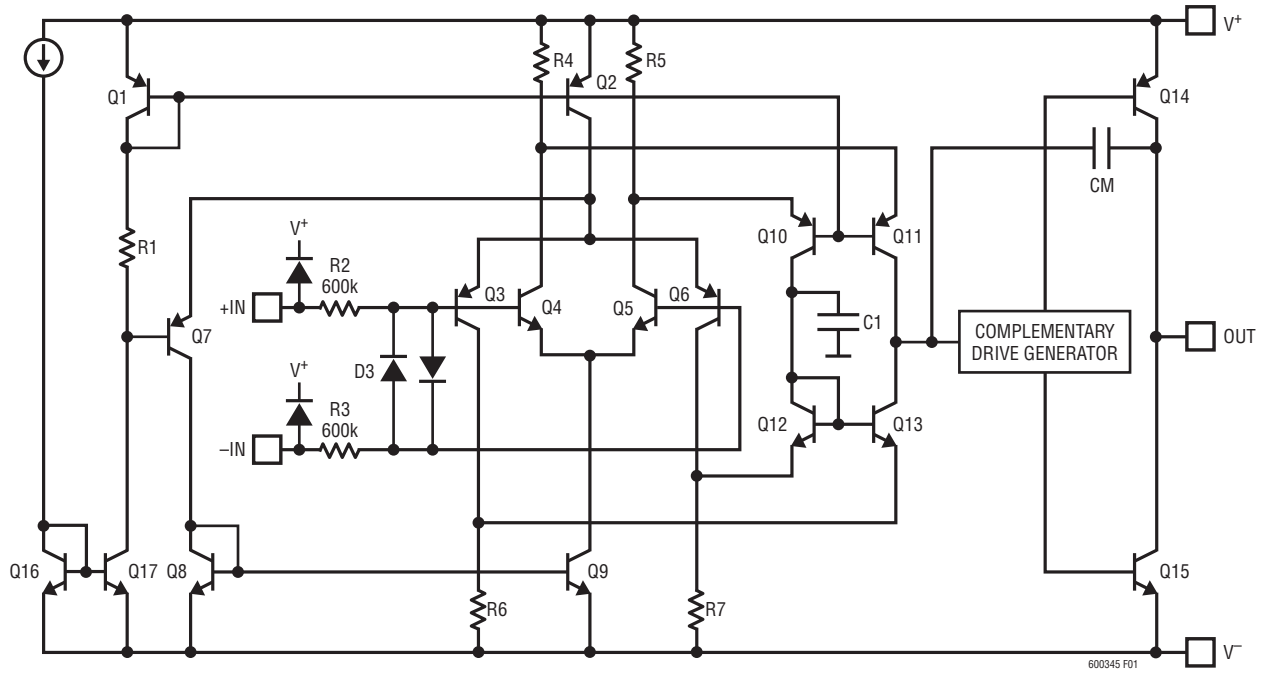 V+
R4
Q2
R5
Q1
Q14
CM
V+
Q10
Q11
R1
R2
600k
Q3
Q4
Q5
Q6
+IN
C1
COMPLEMENTARY
DRIVE GENERATOR
OUT
Q7
V+
D3
R3
600k
Q12
Q13
–IN
Q16
Q17
Q8
Q9
Q15
R6
R7
V–
600345 F01